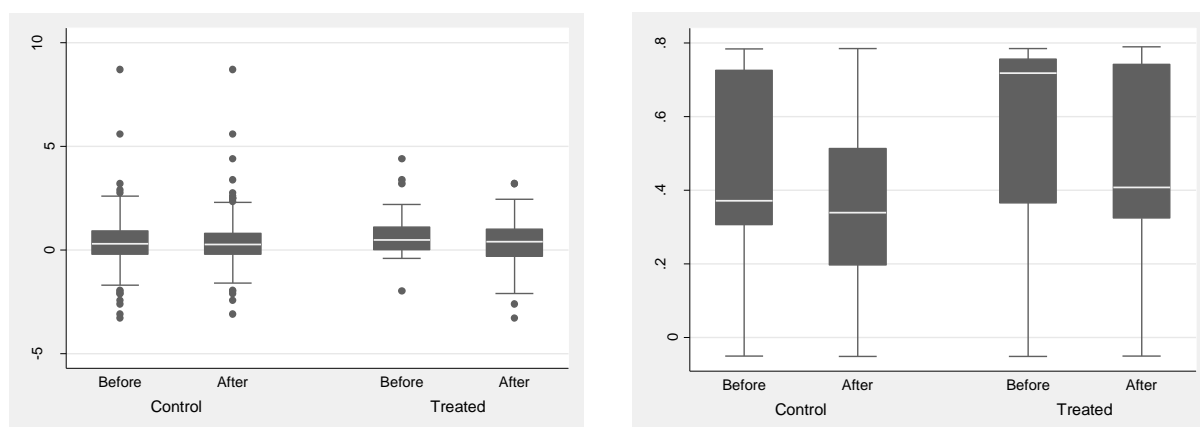 10
5
0
-5
Before After Before After
Control Treated
.8
.6
.4
.2
0
Before After Before After
Control Treated